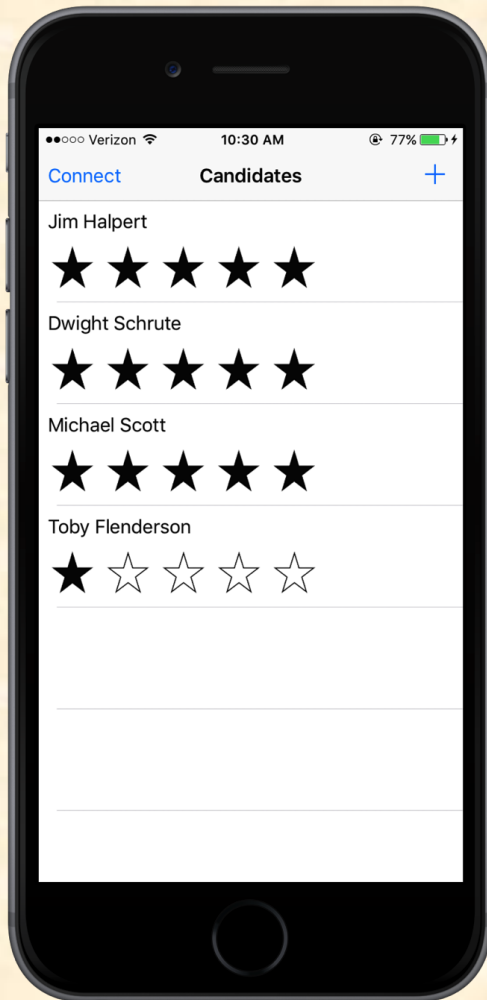 Verizon 10:30 AM 77%
Connect Candidates +
Jim Halpert
Dwight Schrute
Michael Scott
Toby Flenderson